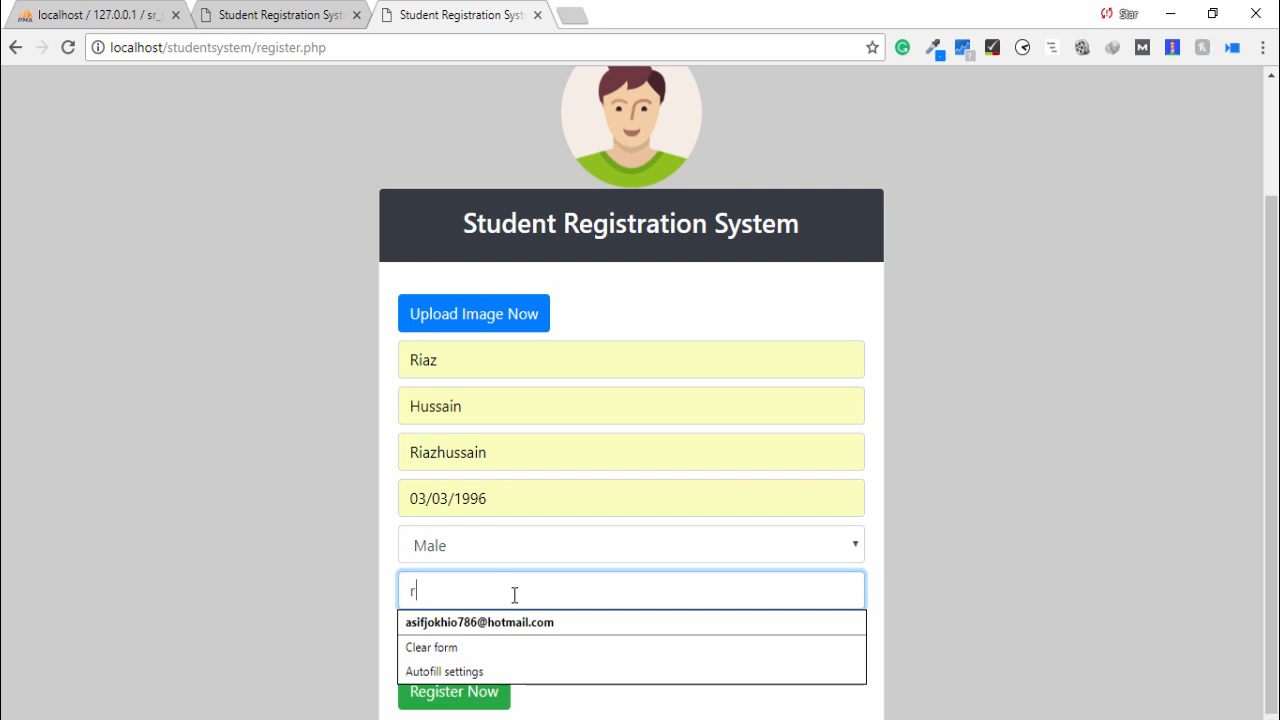 localhost / 127.0.0.1 / sr_s
Student Registration Syst
Student Registration Syst
Star
localhost/studentsystem/register.php
Student Registration System
Upload Image Now
Riaz
Hussain
Riazhussain
03/03/1996
Male
r
asifjokhio786@hotmail.com
Clear form
Autofill settings
Register Now